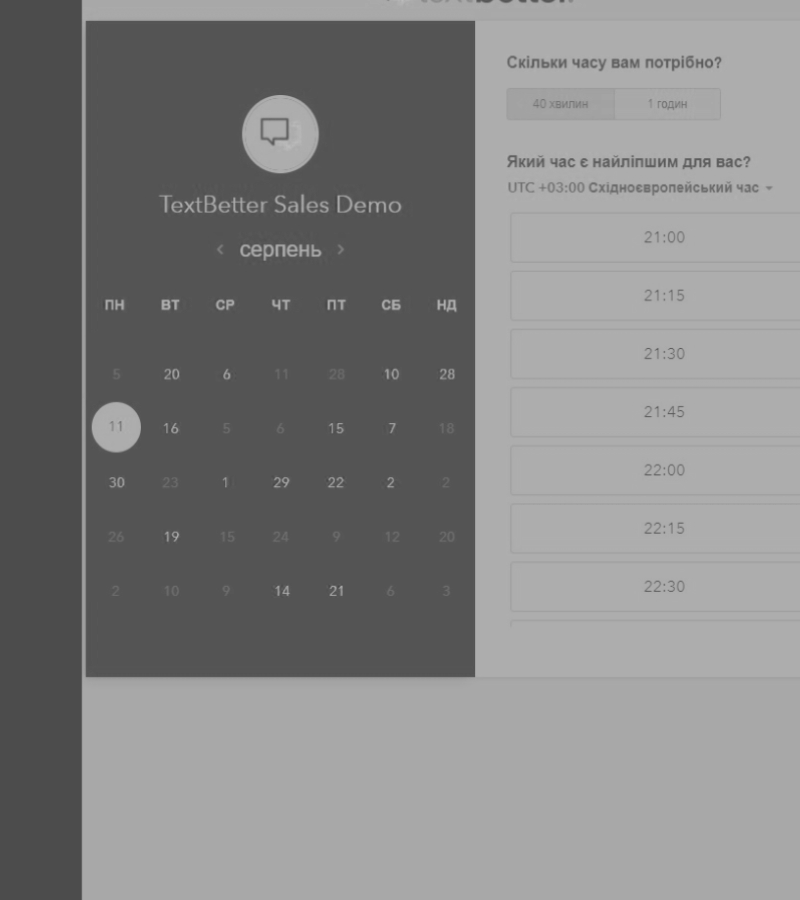 textbetter.
TextBetter Sales Demo
< серпень >
ПН ВТ СР ЧТ ПТ СБ НД
5 20 6 11 28 10 28
11 16 5 6 15 7 18
30 23 1 29 22 2 2
26 19 15 24 9 12 20
2 10 9 14 21 6 3
Скільки часу вам потрібно?
40 хвилин 1 годин
Який час є найліпшим для вас?
UTC +03:00 Східноєвропейський час
21:00
21:15
21:30
21:45
22:00
22:15
22:30